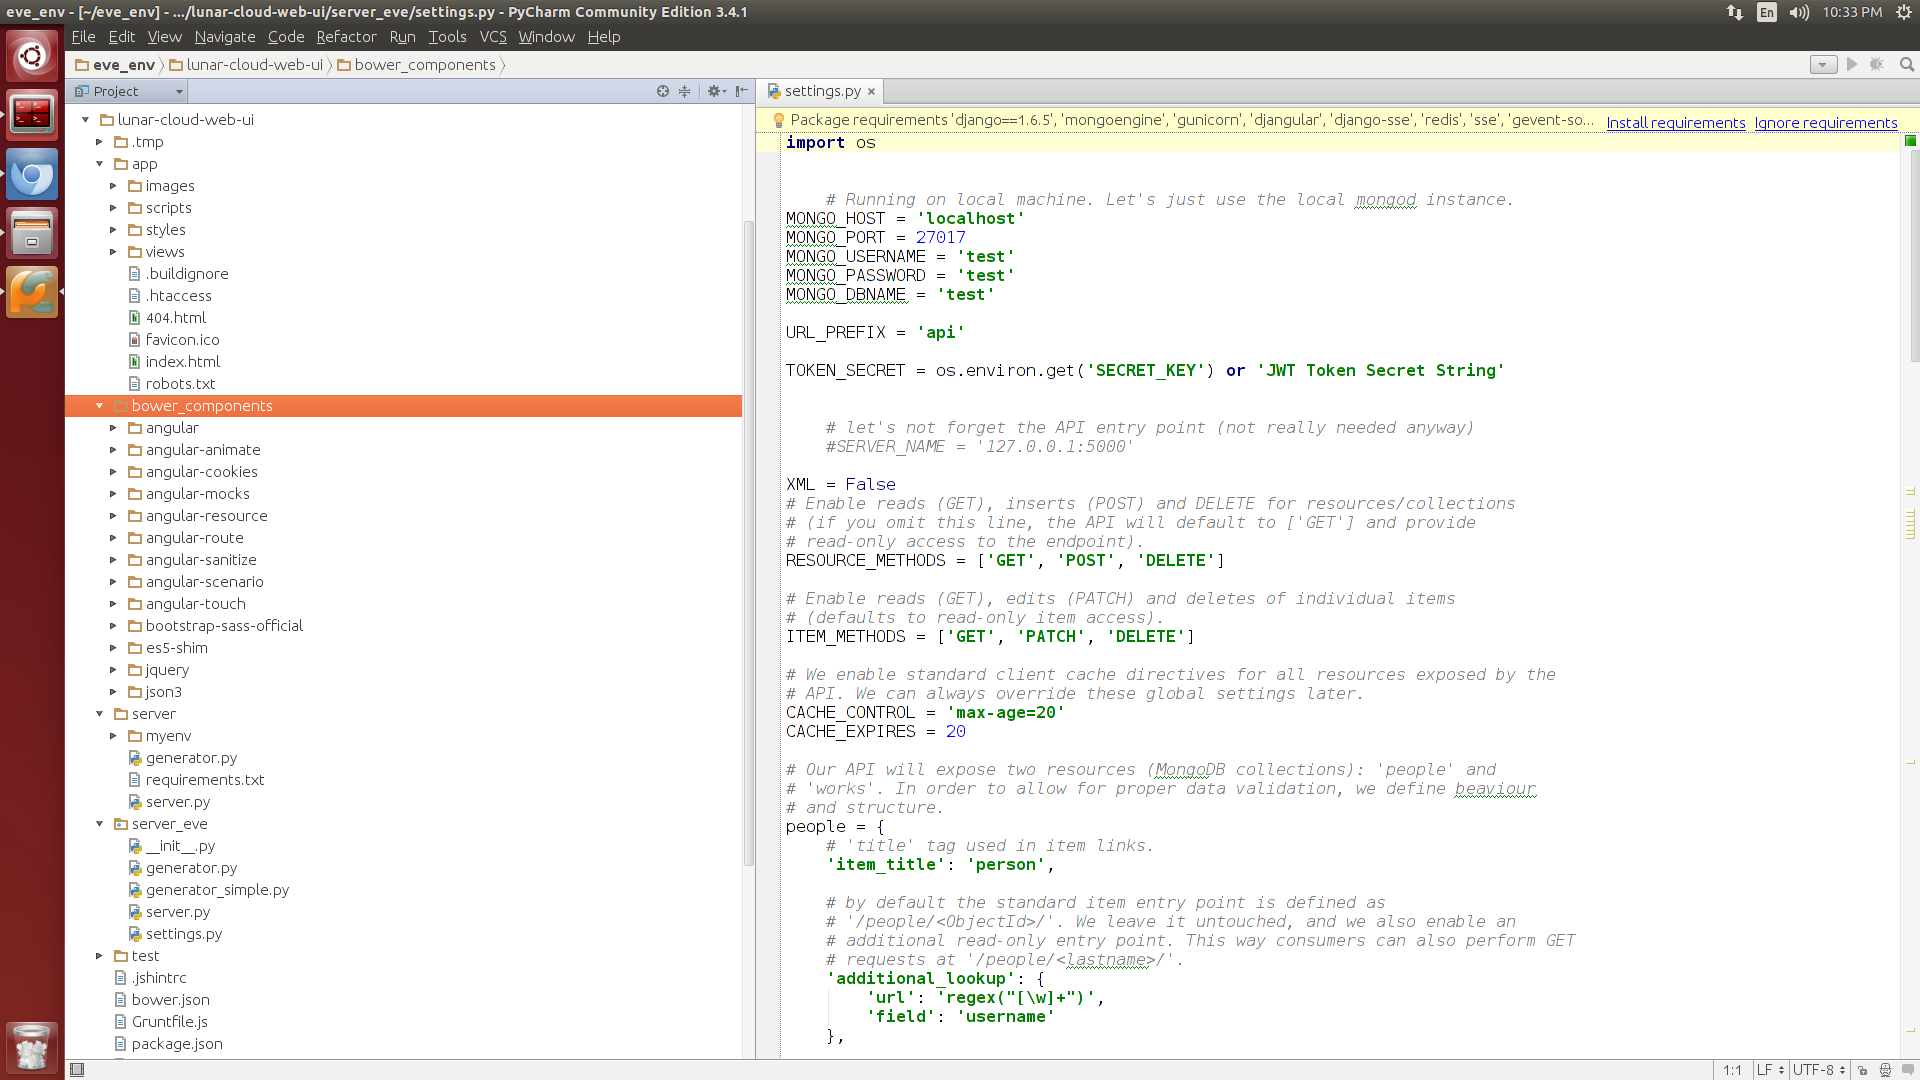 eve_env - [~/eve_env] - .../lunar-cloud-web-ui/server_eve/settings.py - PyCharm Community Edition 3.4.1
En
10:33 PM
File Edit View Navigate Code Refactor Run Tools VCS Window Help
eve_env lunar-cloud-web-ui bower_components
Project
lunar-cloud-web-ui
.tmp
app
images
scripts
styles
views
.buildignore
.htaccess
404.html
favicon.ico
index.html
robots.txt
bower_components
angular
angular-animate
angular-cookies
angular-mocks
angular-resource
angular-route
angular-sanitize
angular-scenario
angular-touch
bootstrap-sass-official
es5-shim
jquery
json3
server
myenv
generator.py
requirements.txt
server.py
server_eve
__init__.py
generator.py
generator_simple.py
server.py
settings.py
test
.jshintrc
bower.json
Gruntfile.js
package.json
settings.py
Package requirements 'django==1.6.5', 'mongoengine', 'gunicorn', 'djangular', 'django-sse', 'redis', 'sse', 'gevent-so... Install requirements Ignore requirements
import os
# Running on local machine. Let's just use the local mongod instance.
MONGO_HOST = 'localhost'
MONGO_PORT = 27017
MONGO_USERNAME = 'test'
MONGO_PASSWORD = 'test'
MONGO_DBNAME = 'test'
URL_PREFIX = 'api'
TOKEN_SECRET = os.environ.get('SECRET_KEY') or 'JWT Token Secret String'
# let's not forget the API entry point (not really needed anyway)
#SERVER_NAME = '127.0.0.1:5000'
XML = False
# Enable reads (GET), inserts (POST) and DELETE for resources/collections
# (if you omit this line, the API will default to ['GET'] and provide
# read-only access to the endpoint).
RESOURCE_METHODS = ['GET', 'POST', 'DELETE']
# Enable reads (GET), edits (PATCH) and deletes of individual items
# (defaults to read-only item access).
ITEM_METHODS = ['GET', 'PATCH', 'DELETE']
# We enable standard client cache directives for all resources exposed by the
# API. We can always override these global settings later.
CACHE_CONTROL = 'max-age=20'
CACHE_EXPIRES = 20
# Our API will expose two resources (MongoDB collections): 'people' and
# 'works'. In order to allow for proper data validation, we define beaviour
# and structure.
people = {
# 'title' tag used in item links.
'item_title': 'person',
# by default the standard item entry point is defined as
# '/people/<ObjectId>/'. We leave it untouched, and we also enable an
# additional read-only entry point. This way consumers can also perform GET
# requests at '/people/<lastname>/'.
'additional_lookup': {
'url': 'regex("[\w]+")',
'field': 'username'
},
1:1 LF UTF-8